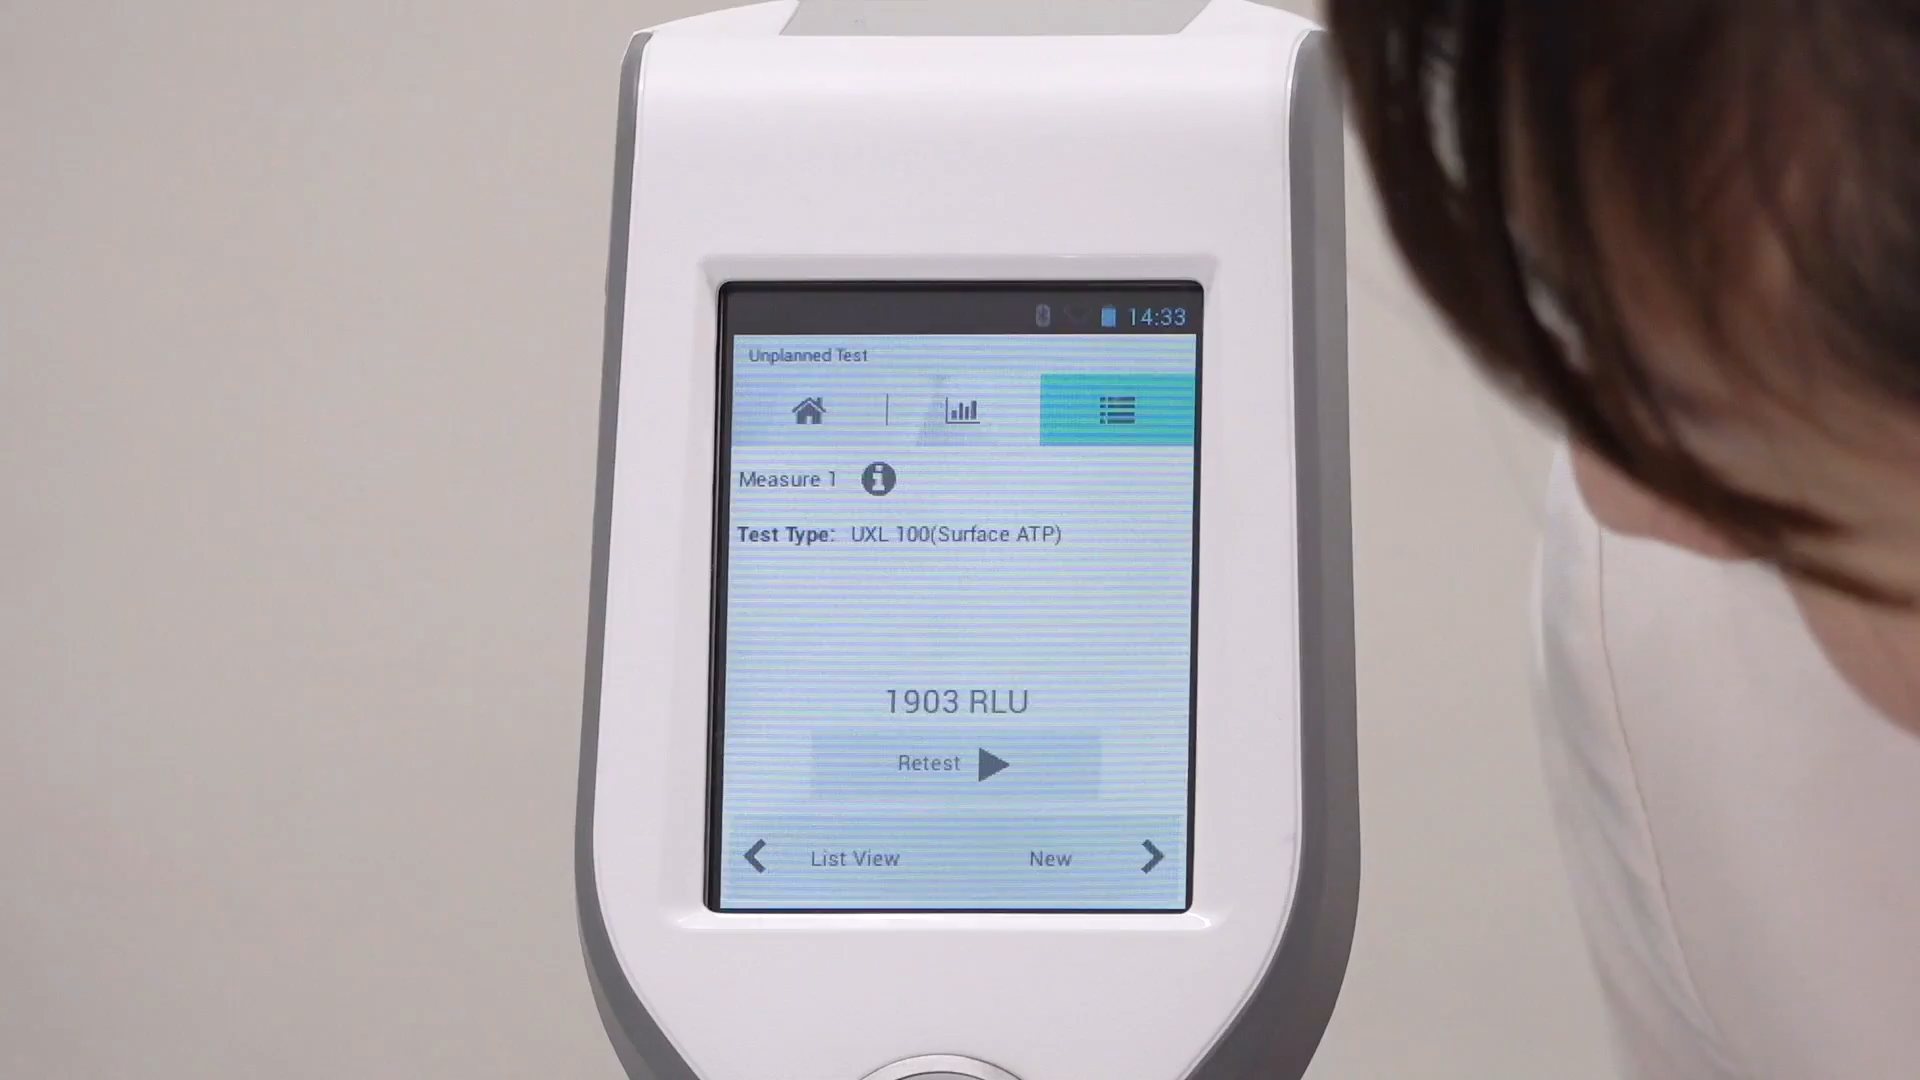 14:33
Unplanned Test
Measure 1
Test Type: UXL 100(Surface ATP)
1903 RLU
Retest
List View New